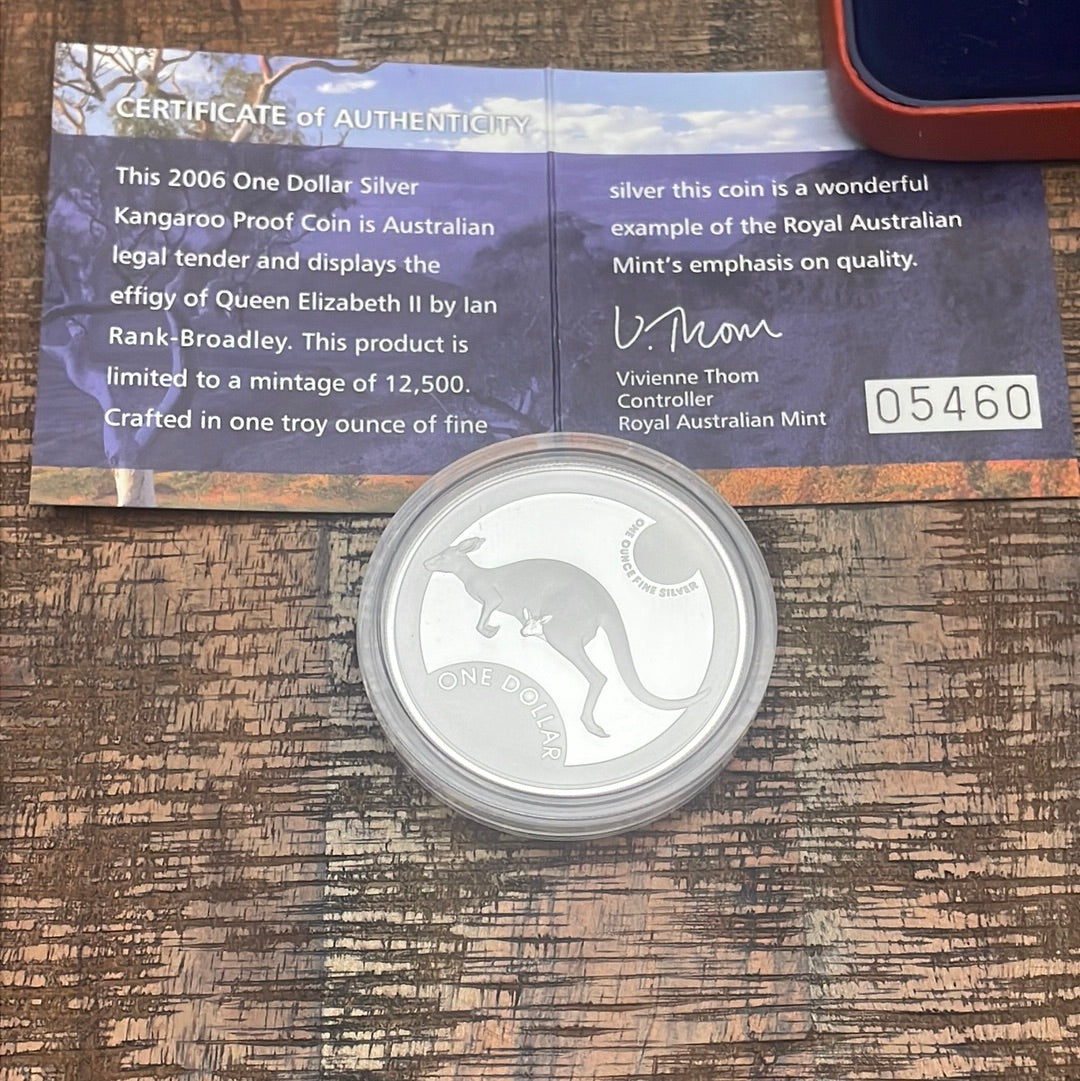 CERTIFICATE of AUTHENTICITY
This 2006 One Dollar Silver
Kangaroo Proof Coin is Australian
legal tender and displays the
effigy of Queen Elizabeth II by Ian
Rank-Broadley. This product is
limited to a mintage of 12,500.
Crafted in one troy ounce of fine
silver this coin is a wonderful
example of the Royal Australian
Mint's emphasis on quality.
V. Thom
Vivienne Thom
Controller
Royal Australian Mint
05460
ONE OUNCE FINE SILVER
ONE DOLLAR